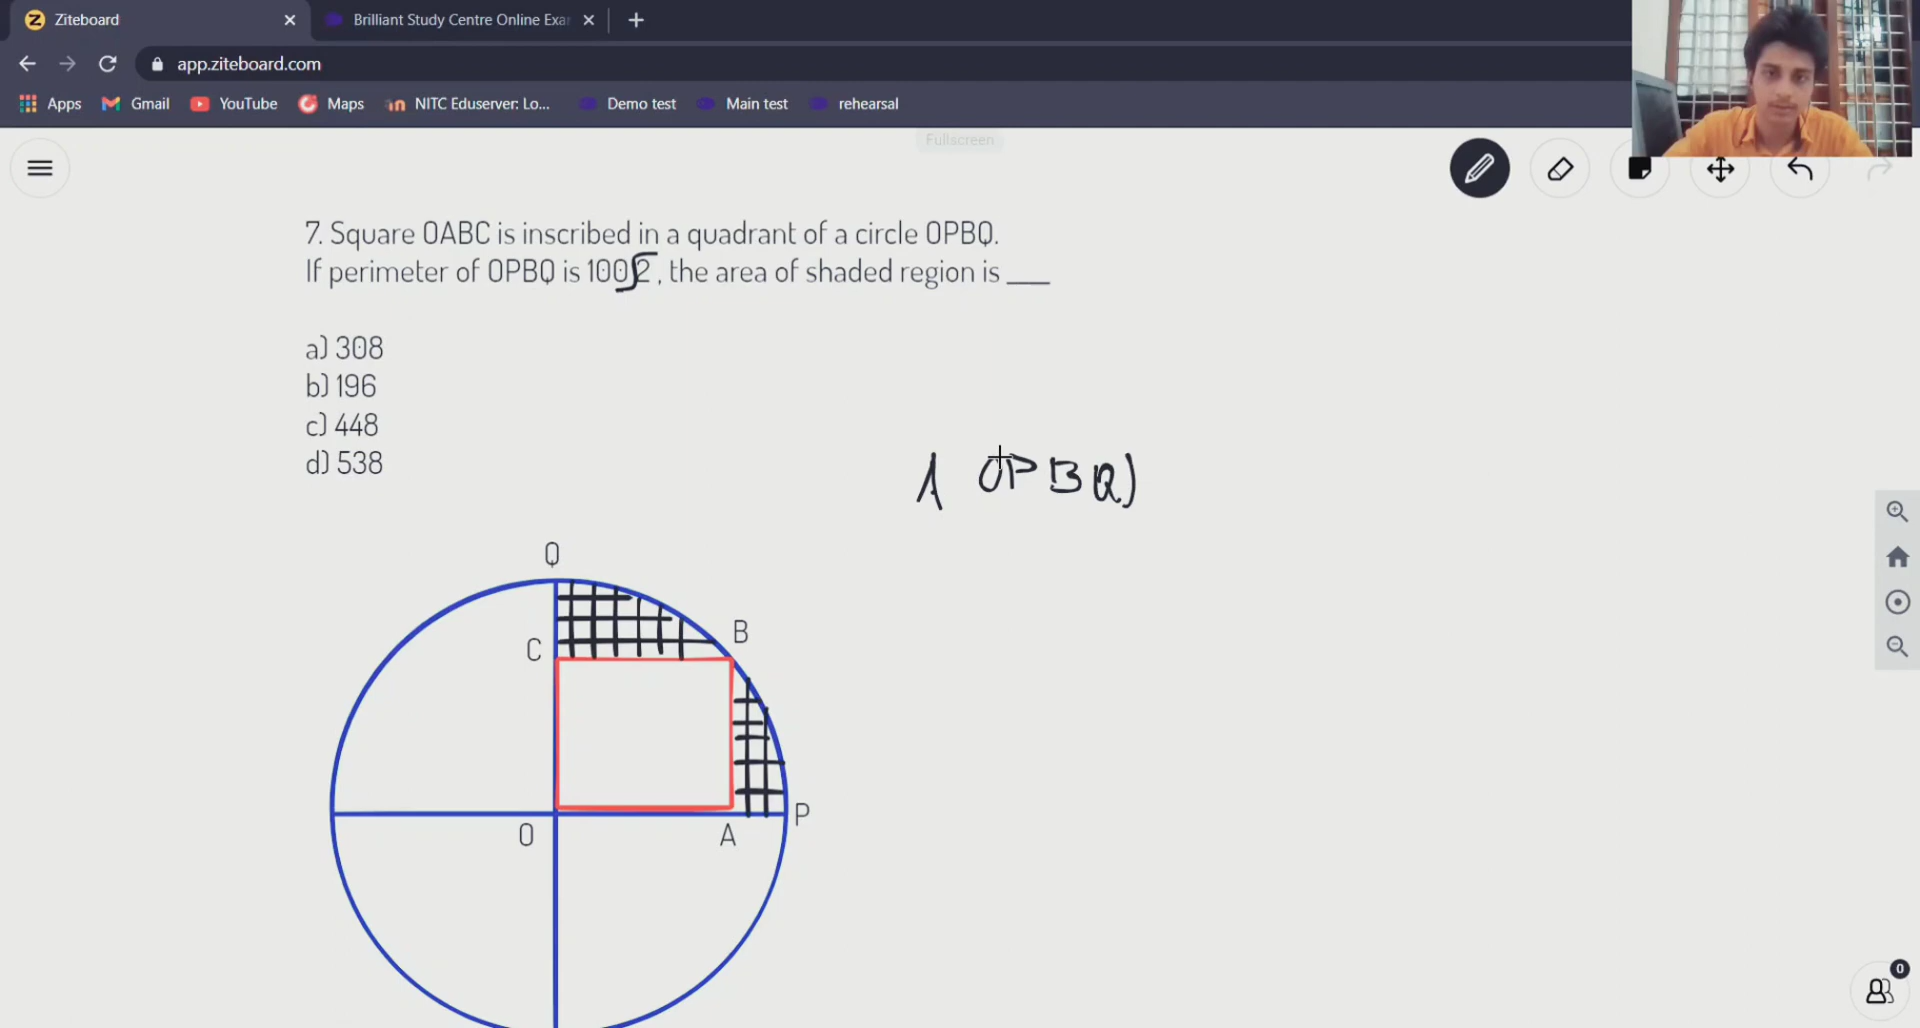 Ziteboard
Brilliant Study Centre Online Exa
app.ziteboard.com
Apps
Gmail
YouTube
Maps
NITC Eduserver: Lo...
Demo test
Main test
rehearsal
Fullscreen
7. Square OABC is inscribed in a quadrant of a circle OPBQ.
If perimeter of OPBQ is 100√2, the area of shaded region is ___
a) 308
b) 196
c) 448
d) 538
OPBQ)
Q
C
B
O
A
P
0